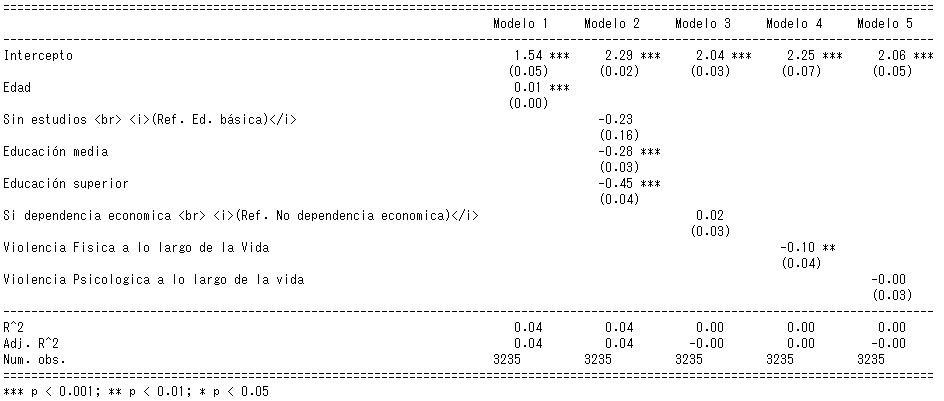 ==========================================================================================================
                                                                      Modelo 1     Modelo 2     Modelo 3     Modelo 4     Modelo 5
----------------------------------------------------------------------------------------------------------
Intercepto                                                               1.54 ***     2.29 ***     2.04 ***     2.25 ***     2.06 ***
                                                                        (0.05)       (0.02)       (0.03)       (0.07)       (0.05)
Edad                                                                     0.01 ***
                                                                        (0.00)
Sin estudios <br> <i>(Ref. Ed. básica)</i>                                           -0.23
                                                                                     (0.16)
Educación media                                                                      -0.28 ***
                                                                                     (0.03)
Educación superior                                                                   -0.45 ***
                                                                                     (0.04)
Si dependencia economica <br> <i>(Ref. No dependencia economica)</i>                               0.02
                                                                                                  (0.03)
Violencia Fisica a lo largo de la Vida                                                                         -0.10 **
                                                                                                               (0.04)
Violencia Psicologica a lo largo de la vida                                                                                 -0.00
                                                                                                                            (0.03)
----------------------------------------------------------------------------------------------------------
R^2                                                                      0.04         0.04         0.00         0.00         0.00
Adj. R^2                                                                 0.04         0.04        -0.00         0.00        -0.00
Num. obs.                                                             3235         3235         3235         3235         3235
==========================================================================================================
*** p < 0.001; ** p < 0.01; * p < 0.05